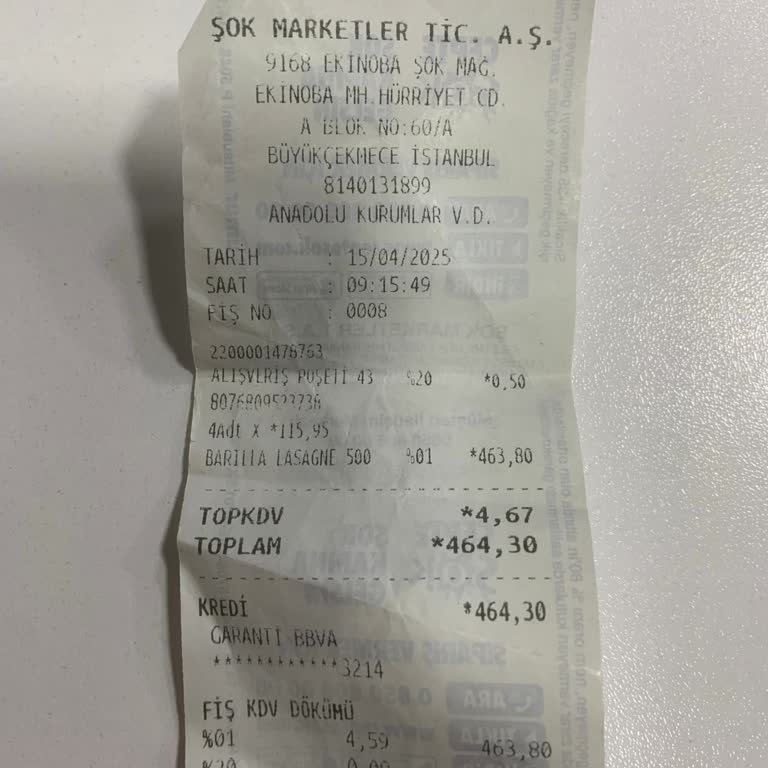 ŞOK MARKETLER TİC. A.Ş.
9168 EKİNOBA ŞOK MAĞ.
EKİNOBA MH.HÜRRİYET CD.
A BLOK NO:60/A
BÜYÜKÇEKMECE İSTANBUL
8140131899
ANADOLU KURUMLAR V.D.
TARİH : 15/04/2025
SAAT : 09:15:49
FİŞ NO : 0008
2200001478763
ALIŞVERİŞ POŞETİ 43 %20 *0,50
4Adt X *115,95
BARILLA LASAGNE 500 %01 *463,80
TOPKDV *4,67
TOPLAM *464,30
KREDİ *464,30
GARANTİ BBVA
************3214
FİŞ KDV DÖKÜMÜ
%01 4,59 463,80
%20